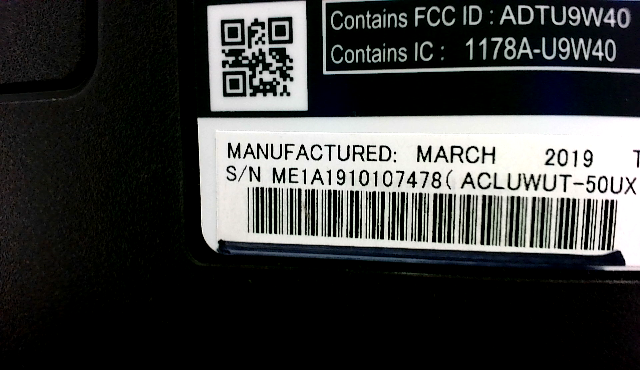 Contains FCC ID : ADTU9W40
Contains IC : 1178A-U9W40
MANUFACTURED: MARCH 2019 T
S/N ME1A1910107478( ACLUWUT-50UX